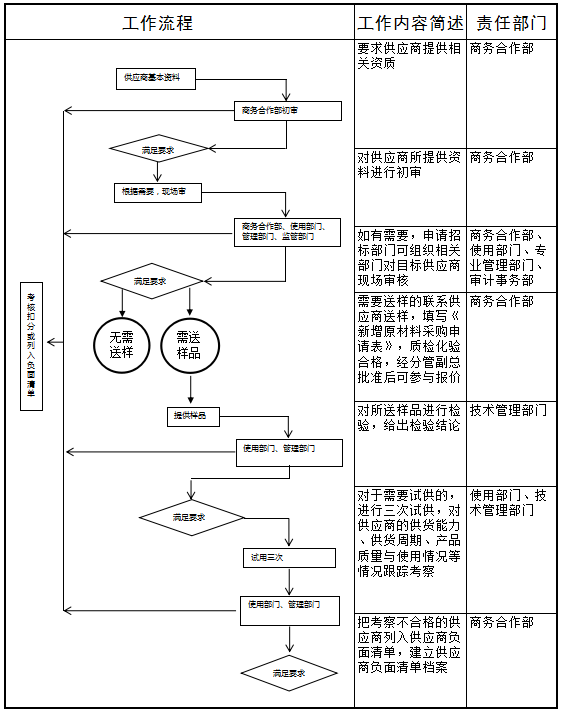 工作流程
工作内容简述
责任部门
供应商基本资料
商务合作部初审
满足要求
根据需要，现场审
商务合作部、使用部门、
管理部门、监管部门
满足要求
考
核
扣
分
或
列
入
负
面
清
单
无需
送样
需送
样品
提供样品
使用部门、管理部门
满足要求
试用三次
使用部门、管理部门
满足要求
要求供应商提供相
关资质
商务合作部
对供应商所提供资
料进行初审
商务合作部
如有需要，申请招
标部门可组织相关
部门对目标供应商
现场审核
商务合作部、
使用部门、专
业管理部门、
审计事务部
需要送样的联系供
应商送样，填写《
新增原材料采购申
请表》，质检化验
合格，经分管副总
批准后可参与报价
商务合作部
对所送样品进行检
验，给出检验结论
技术管理部门
对于需要试供的，
进行三次试供，对
供应商的供货能力
、供货周期、产品
质量与使用情况等
情况跟踪考察
使用部门、技
术管理部门
把考察不合格的供
应商列入供应商负
面清单，建立供应
商负面清单档案
商务合作部